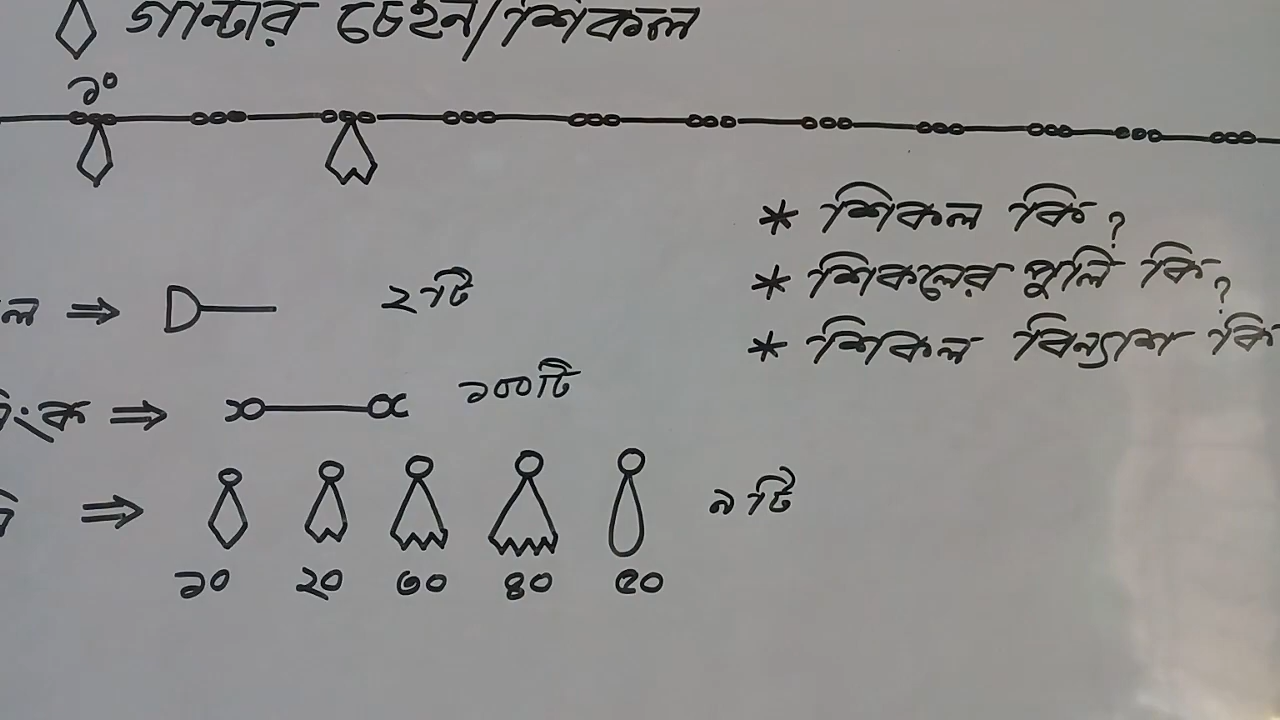 গান্টার চেইন/শিকল
১০
* শিকল কি?
* শিকলের পুলি কি?
* শিকল বিন্যাশ কি
ল ⇒ ২টি
িংক ⇒ ১০০টি
⇒ ৯টি
১০ ২০ ৩০ ৪০ ৫০